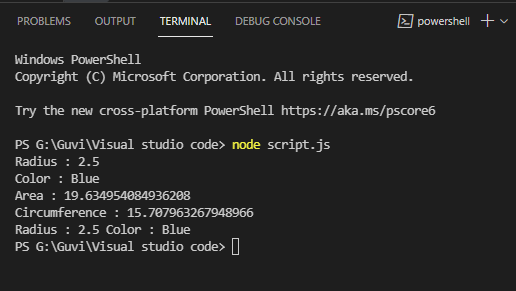 PROBLEMS OUTPUT TERMINAL DEBUG CONSOLE powershell
Windows PowerShell
Copyright (C) Microsoft Corporation. All rights reserved.
Try the new cross-platform PowerShell https://aka.ms/pscore6
PS G:\Guvi\Visual studio code> node script.js
Radius : 2.5
Color : Blue
Area : 19.634954084936208
Circumference : 15.707963267948966
Radius : 2.5 Color : Blue
PS G:\Guvi\Visual studio code>